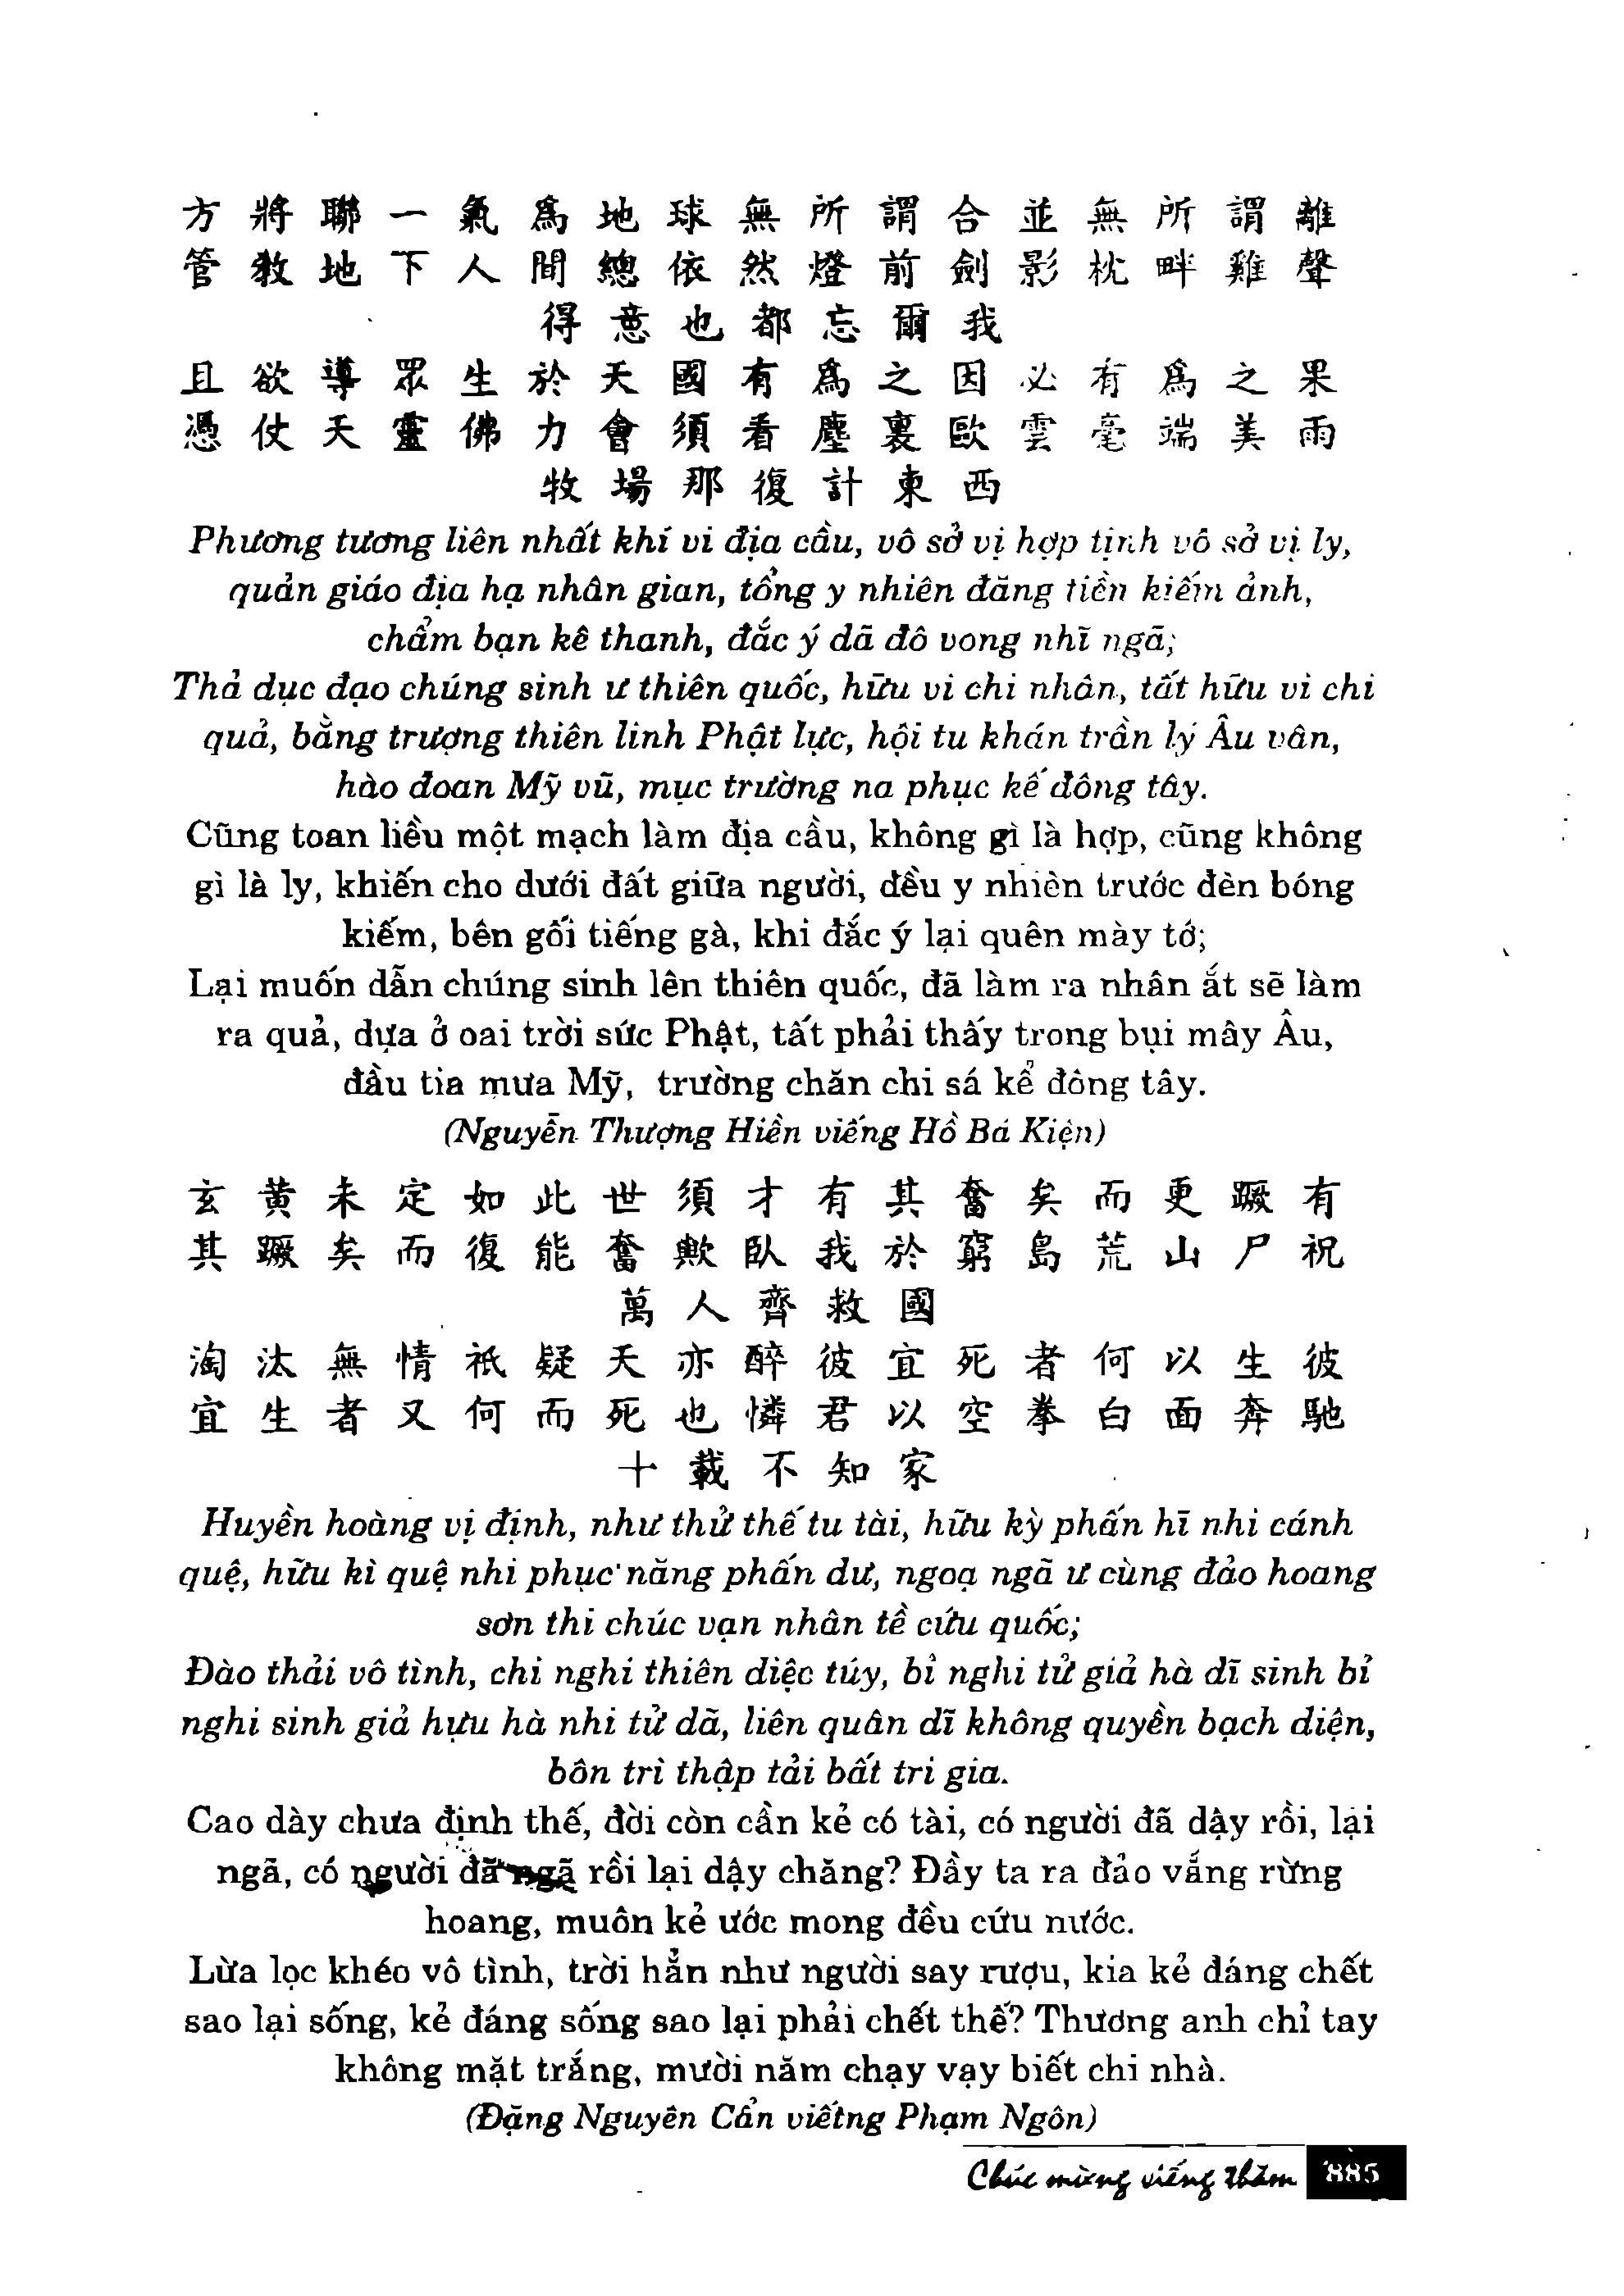 方將聯一氣爲地球無所謂合並無所謂離
管教地下人間總依然燈前劍影枕畔雞聲
得意也都忘爾我
且欲導眾生於天國有爲之因必有爲之果
憑仗天靈佛力會須看塵裏歐雲毫端美雨
牧場那復計東西
Phương tương liên nhất khí vi địa cầu, vô sở vị hợp tịnh vô sở vị ly,
quản giáo địa hạ nhân gian, tổng y nhiên đăng tiền kiếm ảnh,
chẩm bạn kê thanh, đắc ý dã đô vong nhĩ ngã;
Thả dục đạo chúng sinh ư thiên quốc, hữu vi chi nhân, tất hữu vi chi
quả, bằng trượng thiên linh Phật lực, hội tu khán trần lý Âu vân,
hào đoan Mỹ vũ, mục trường na phục kế đông tây.
Cũng toan liều một mạch làm địa cầu, không gì là hợp, cũng không
gì là ly, khiến cho dưới đất giữa người, đều y nhiên trước đèn bóng
kiếm, bên gối tiếng gà, khi đắc ý lại quên mày tớ;
Lại muốn dẫn chúng sinh lên thiên quốc, đã làm ra nhân ắt sẽ làm
ra quả, dựa ở oai trời sức Phật, tất phải thấy trong bụi mây Âu,
đầu tia mưa Mỹ, trường chăn chi sá kể đông tây.
(Nguyễn Thượng Hiền viếng Hồ Bá Kiện)
玄黄未定如此世須才有其奮矣而更蹶有
其蹶矣而復能奮歟臥我於窮島荒山尸祝
萬人齊救國
淘汰無情祇疑天亦醉彼宜死者何以生彼
宜生者又何而死也憐君以空拳白面奔馳
十載不知家
Huyền hoàng vị định, như thử thế tu tài, hữu kỳ phấn hĩ nhi cánh
quệ, hữu kì quệ nhi phục năng phấn dư, ngoạ ngã ư cùng đảo hoang
sơn thi chúc vạn nhân tề cứu quốc;
Đào thải vô tình, chi nghi thiên diệc túy, bỉ nghi tử giả hà dĩ sinh bỉ
nghi sinh giả hựu hà nhi tử dã, liên quân dĩ không quyền bạch diện,
bôn trì thập tải bất tri gia.
Cao dày chưa định thế, đời còn cần kẻ có tài, có người đã dậy rồi, lại
ngã, có người đã ngã rồi lại dậy chăng? Đầy ta ra đảo vắng rừng
hoang, muôn kẻ ước mong đều cứu nước.
Lừa lọc khéo vô tình, trời hẳn như người say rượu, kia kẻ đáng chết
sao lại sống, kẻ đáng sống sao lại phải chết thế? Thương anh chỉ tay
không mặt trắng, mười năm chạy vạy biết chi nhà.
(Đặng Nguyên Cẩn viếtng Phạm Ngôn)
Chúc mừng viếng thăm 885